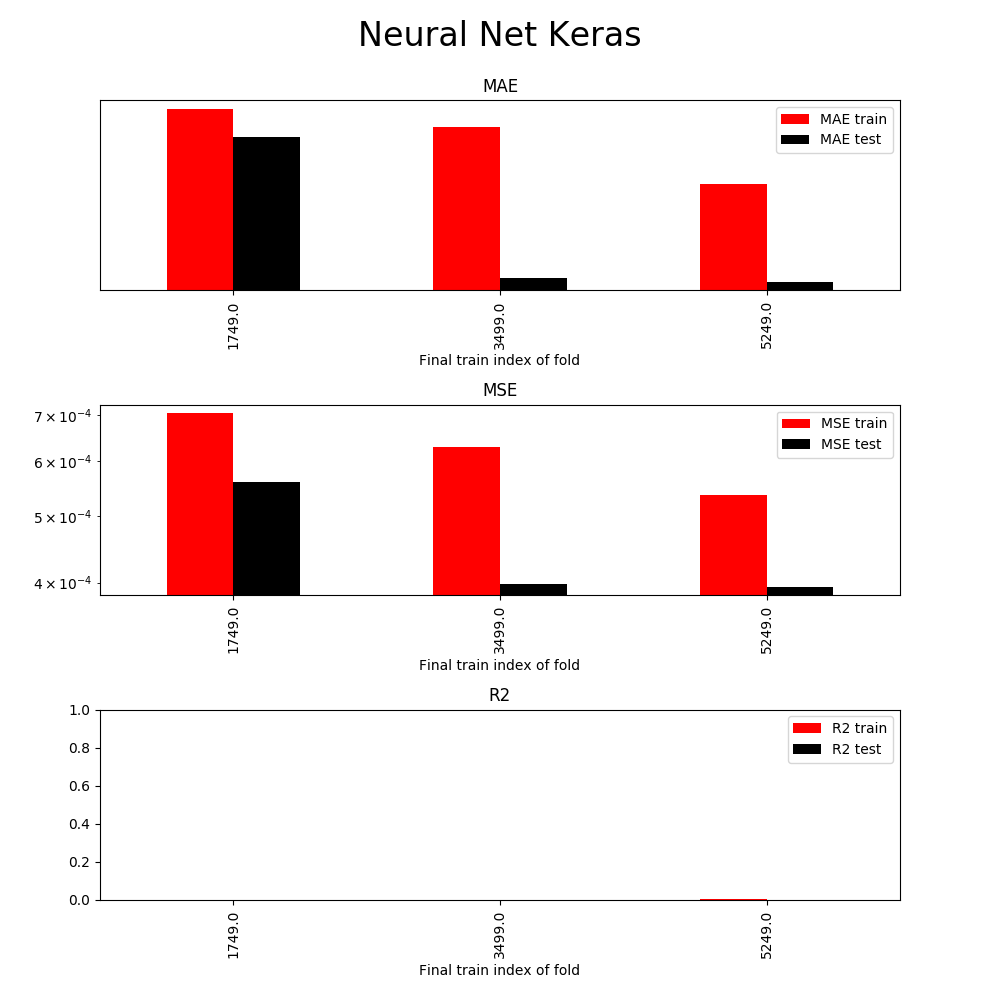 Neural Net Keras
MAE
MAE train
MAE test
1749.0
3499.0
5249.0
Final train index of fold
MSE
7 × 10⁻⁴
6 × 10⁻⁴
5 × 10⁻⁴
4 × 10⁻⁴
MSE train
MSE test
1749.0
3499.0
5249.0
Final train index of fold
R2
1.0
0.8
0.6
0.4
0.2
0.0
R2 train
R2 test
1749.0
3499.0
5249.0
Final train index of fold